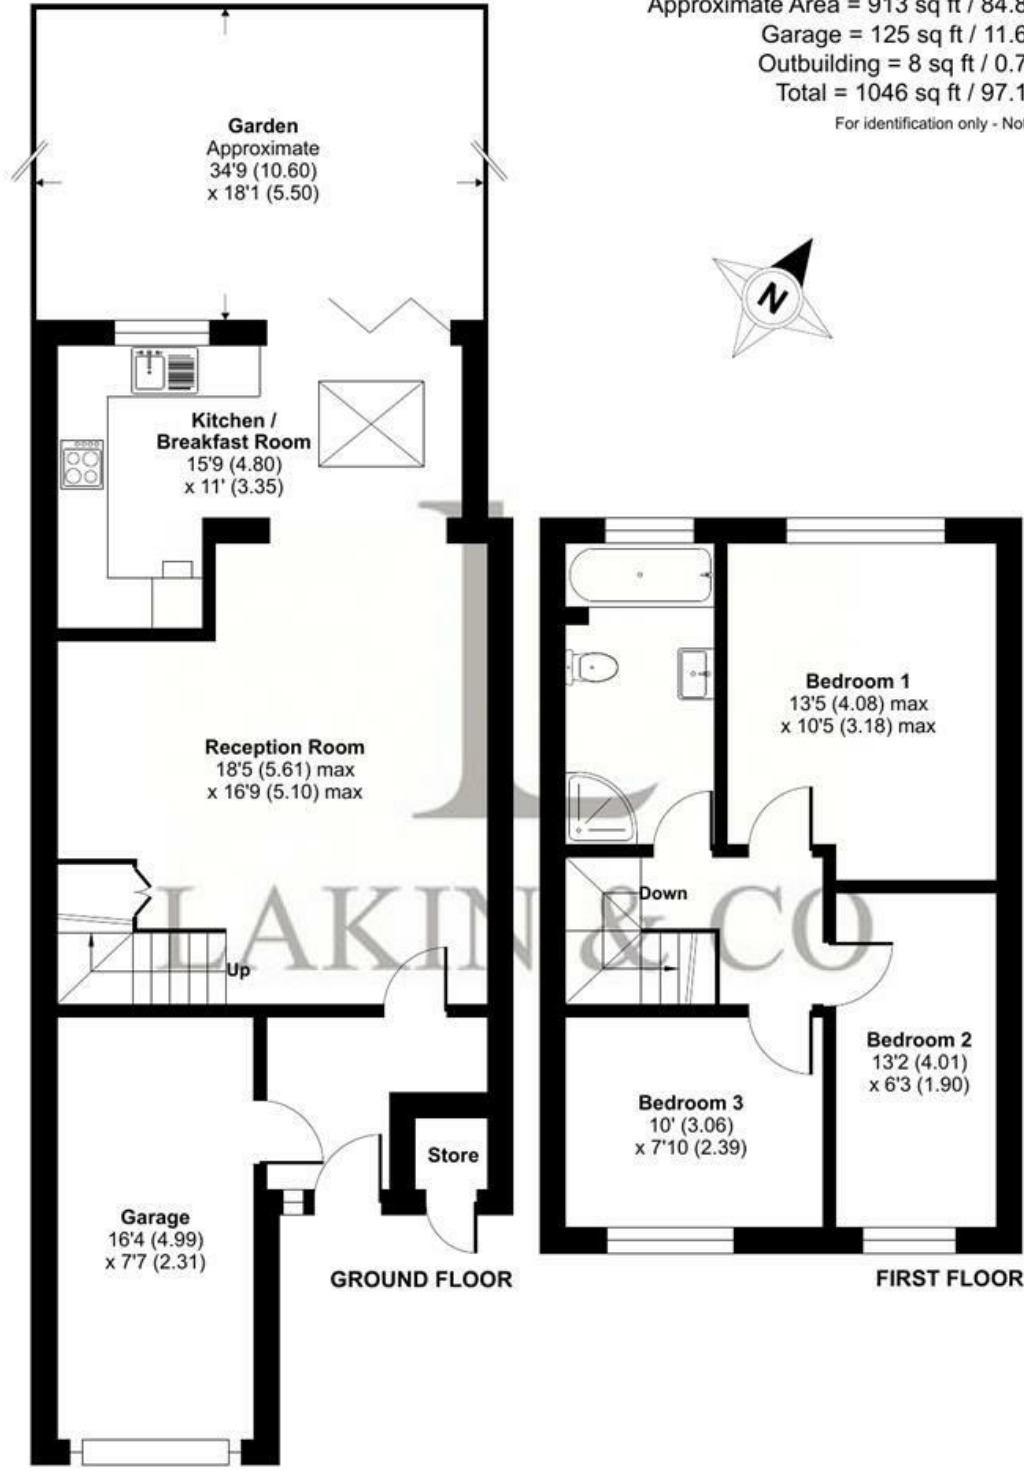 Approximate Area = 913 sq ft / 84.8
Garage = 125 sq ft / 11.6
Outbuilding = 8 sq ft / 0.7
Total = 1046 sq ft / 97.1
For identification only - Not
Garden
Approximate
34'9 (10.60)
x 18'1 (5.50)
N
Kitchen /
Breakfast Room
15'9 (4.80)
x 11' (3.35)
Reception Room
18'5 (5.61) max
x 16'9 (5.10) max
Up
Garage
16'4 (4.99)
x 7'7 (2.31)
Store
GROUND FLOOR
Bedroom 1
13'5 (4.08) max
x 10'5 (3.18) max
Down
Bedroom 2
13'2 (4.01)
x 6'3 (1.90)
Bedroom 3
10' (3.06)
x 7'10 (2.39)
FIRST FLOOR
L
LAKIN & CO